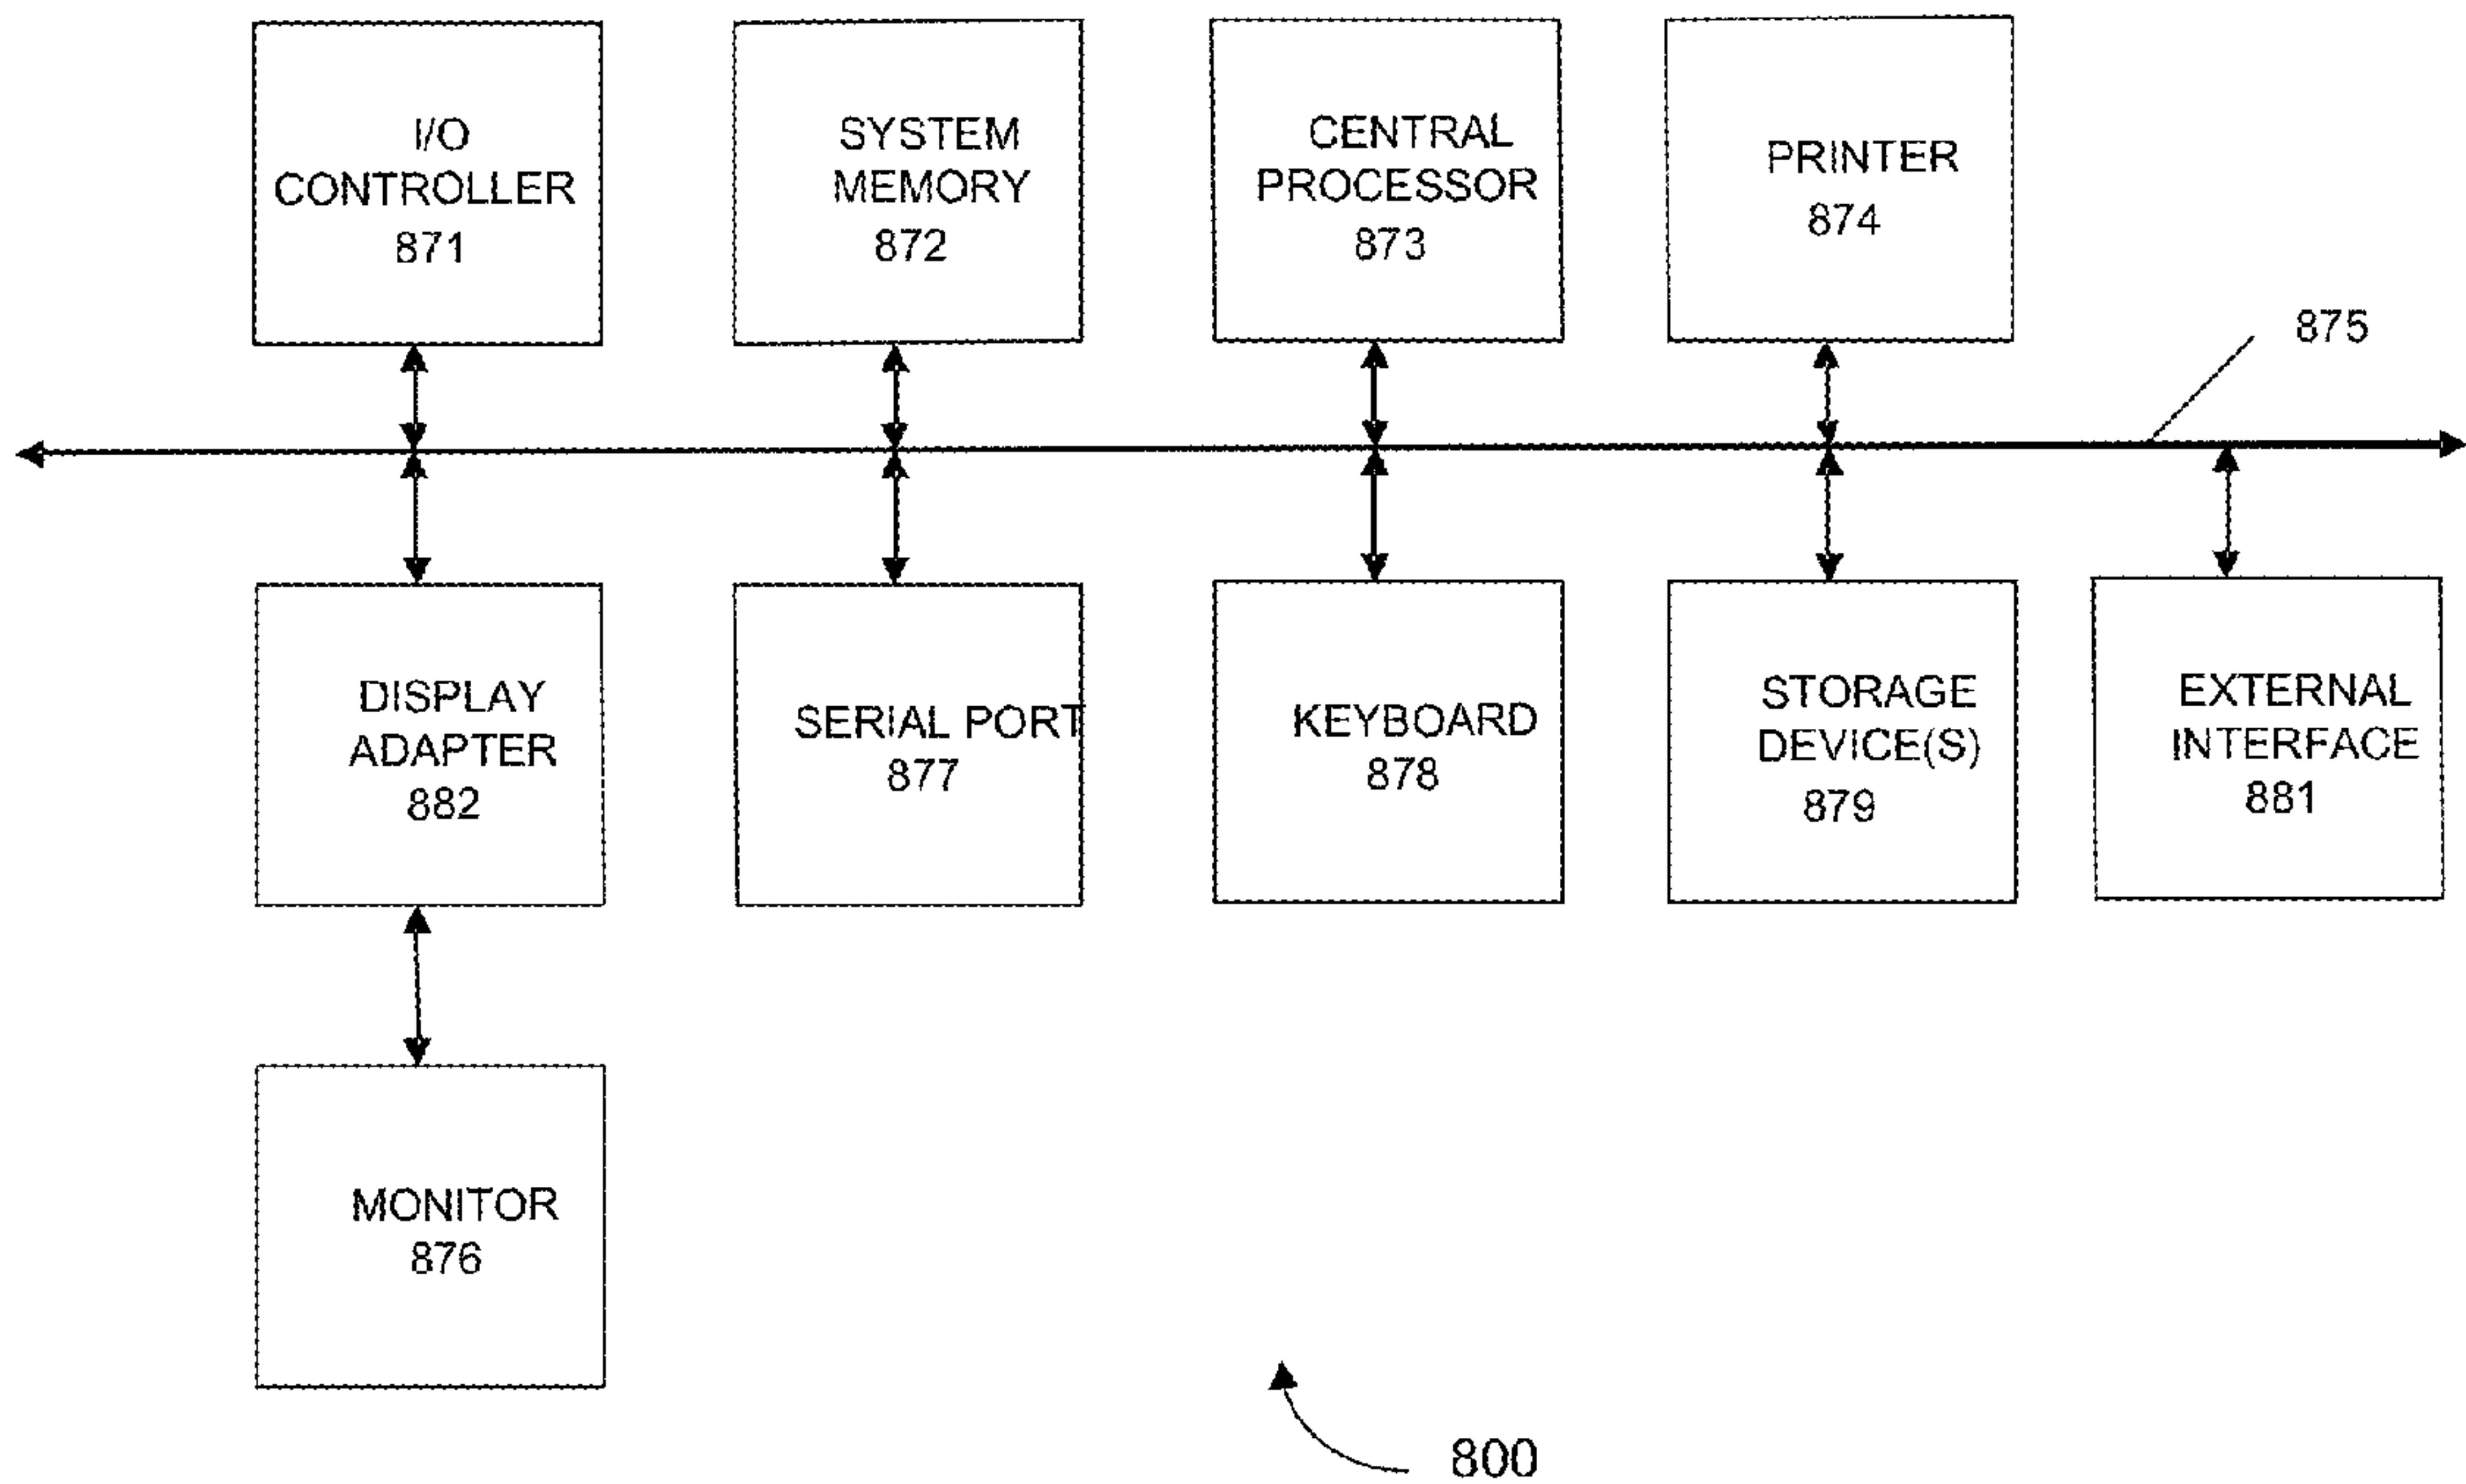 I/O
CONTROLLER
871
SYSTEM
MEMORY
872
CENTRAL
PROCESSOR
873
PRINTER
874
875
DISPLAY
ADAPTER
882
SERIAL PORT
877
KEYBOARD
878
STORAGE
DEVICE(S)
879
EXTERNAL
INTERFACE
881
MONITOR
876
800